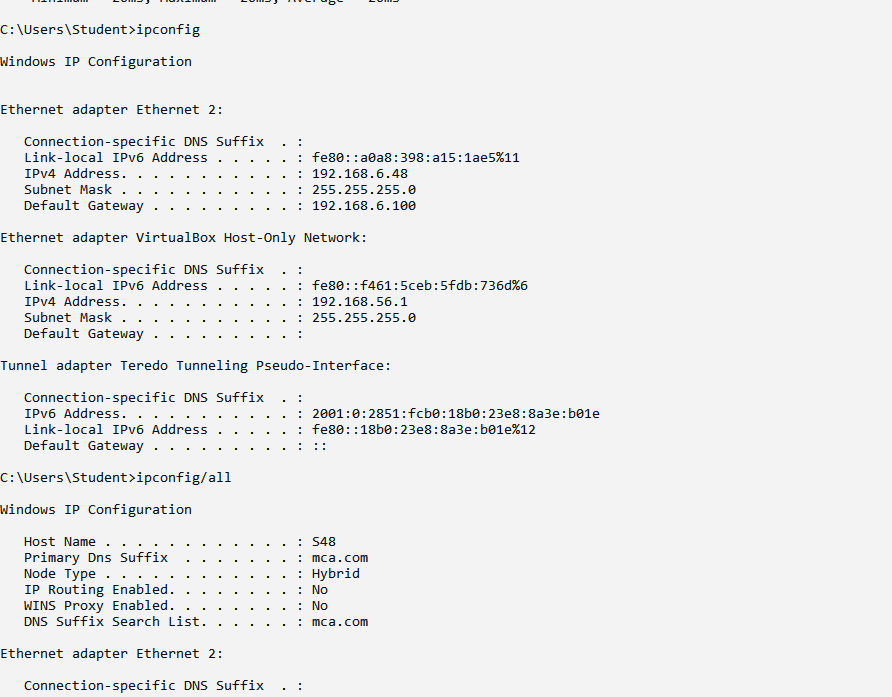 C:\Users\Student>ipconfig
Windows IP Configuration
Ethernet adapter Ethernet 2:
Connection-specific DNS Suffix  . :
Link-local IPv6 Address . . . . . : fe80::a0a8:398:a15:1ae5%11
IPv4 Address. . . . . . . . . . . : 192.168.6.48
Subnet Mask . . . . . . . . . . . : 255.255.255.0
Default Gateway . . . . . . . . . : 192.168.6.100
Ethernet adapter VirtualBox Host-Only Network:
Connection-specific DNS Suffix  . :
Link-local IPv6 Address . . . . . : fe80::f461:5ceb:5fdb:736d%6
IPv4 Address. . . . . . . . . . . : 192.168.56.1
Subnet Mask . . . . . . . . . . . : 255.255.255.0
Default Gateway . . . . . . . . . :
Tunnel adapter Teredo Tunneling Pseudo-Interface:
Connection-specific DNS Suffix  . :
IPv6 Address. . . . . . . . . . . : 2001:0:2851:fcb0:18b0:23e8:8a3e:b01e
Link-local IPv6 Address . . . . . : fe80::18b0:23e8:8a3e:b01e%12
Default Gateway . . . . . . . . . : ::
C:\Users\Student>ipconfig/all
Windows IP Configuration
Host Name . . . . . . . . . . . . : S48
Primary Dns Suffix  . . . . . . . : mca.com
Node Type . . . . . . . . . . . . : Hybrid
IP Routing Enabled. . . . . . . . : No
WINS Proxy Enabled. . . . . . . . : No
DNS Suffix Search List. . . . . . : mca.com
Ethernet adapter Ethernet 2:
Connection-specific DNS Suffix  . :